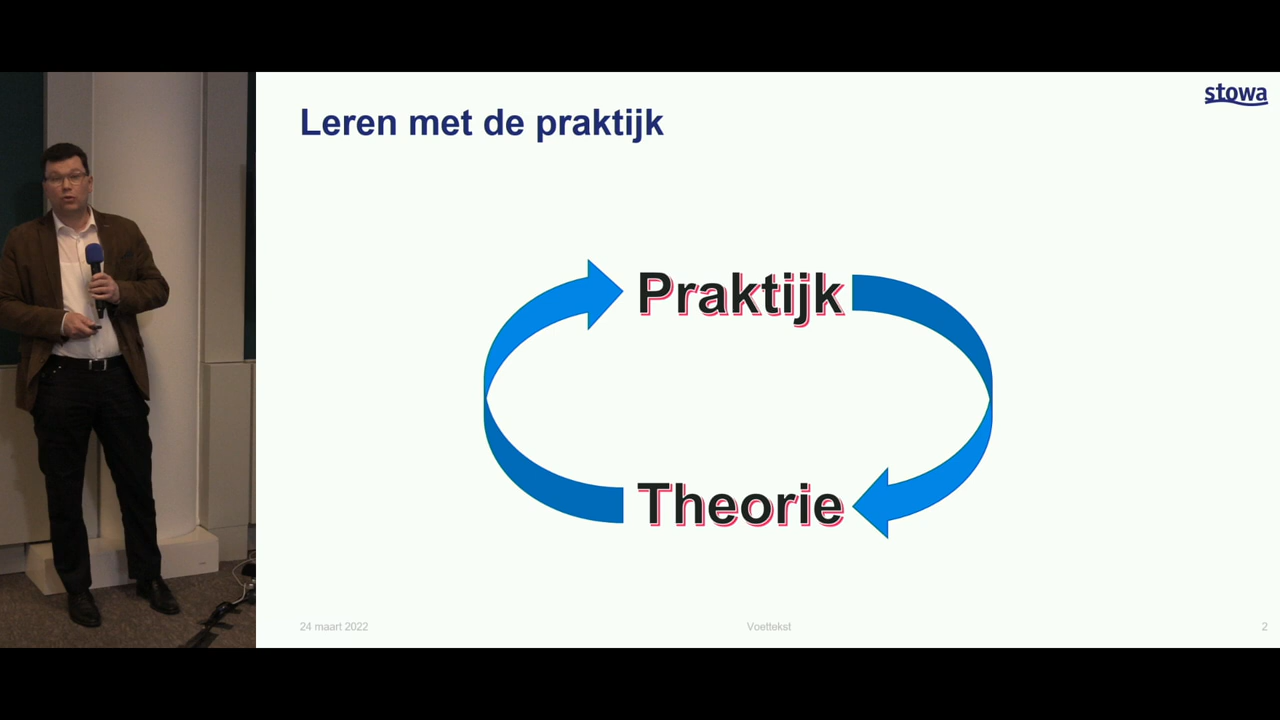 stowa
Leren met de praktijk
Praktijk
Theorie
24 maart 2022
Voettekst
2